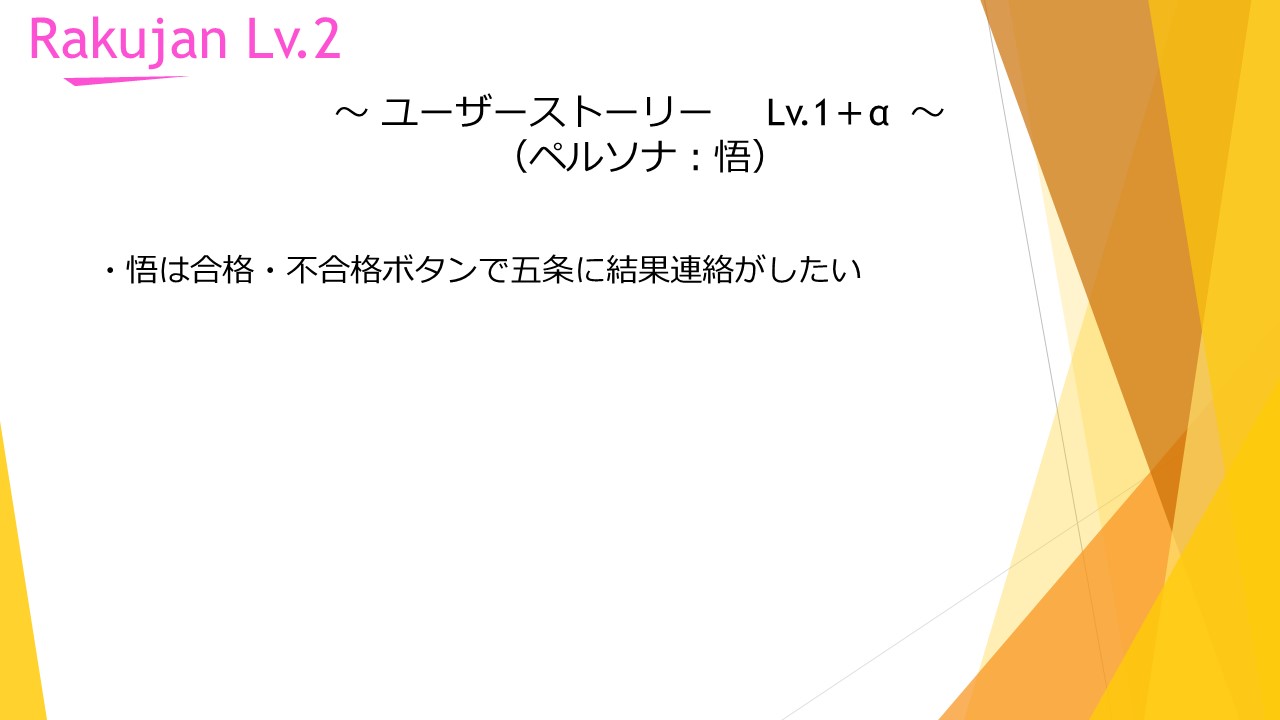 Rakujan Lv.2
～ ユーザーストーリー　Lv.1＋α ～
（ペルソナ：悟）
・悟は合格・不合格ボタンで五条に結果連絡がしたい